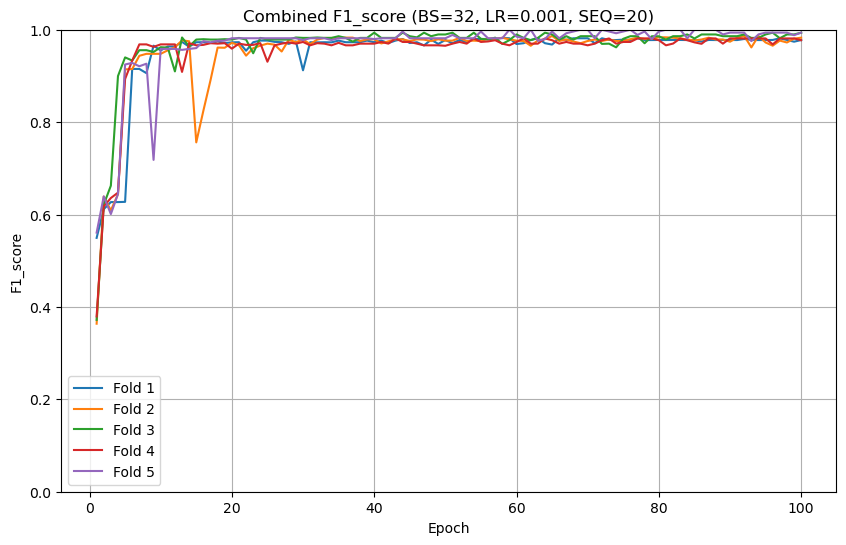 Combined F1_score (BS=32, LR=0.001, SEQ=20)
F1_score
1.0
0.8
0.6
0.4
0.2
0.0
Fold 1
Fold 2
Fold 3
Fold 4
Fold 5
0 20 40 60 80 100
Epoch